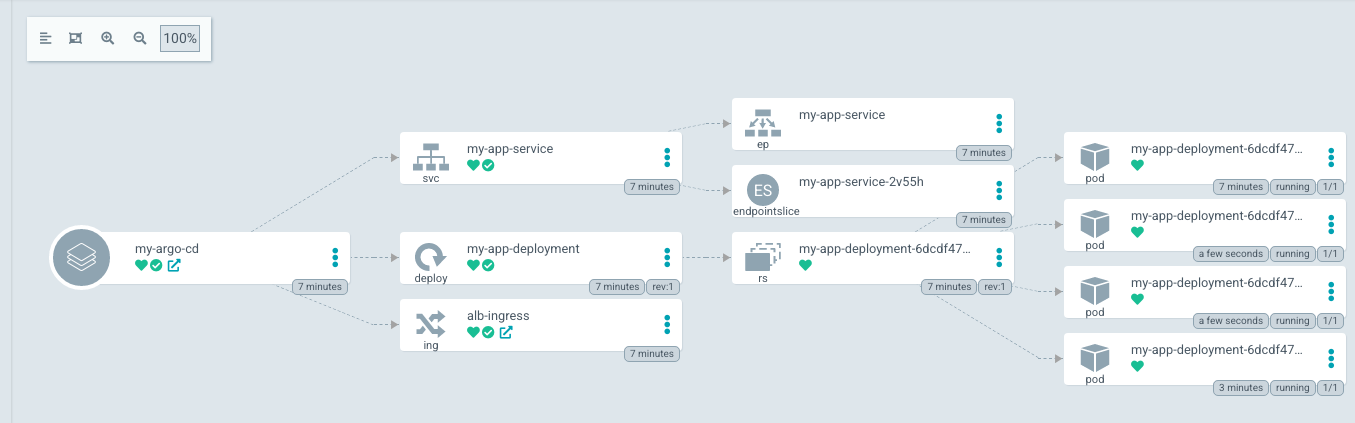 100%
my-argo-cd
7 minutes
my-app-service
svc
7 minutes
my-app-deployment
deploy
7 minutes rev:1
alb-ingress
ing
7 minutes
my-app-service
ep
7 minutes
ES
my-app-service-2v55h
endpointslice
7 minutes
my-app-deployment-6dcdf47...
rs
7 minutes rev:1
my-app-deployment-6dcdf47...
pod
7 minutes running 1/1
my-app-deployment-6dcdf47...
pod
a few seconds running 1/1
my-app-deployment-6dcdf47...
pod
a few seconds running 1/1
my-app-deployment-6dcdf47...
pod
3 minutes running 1/1